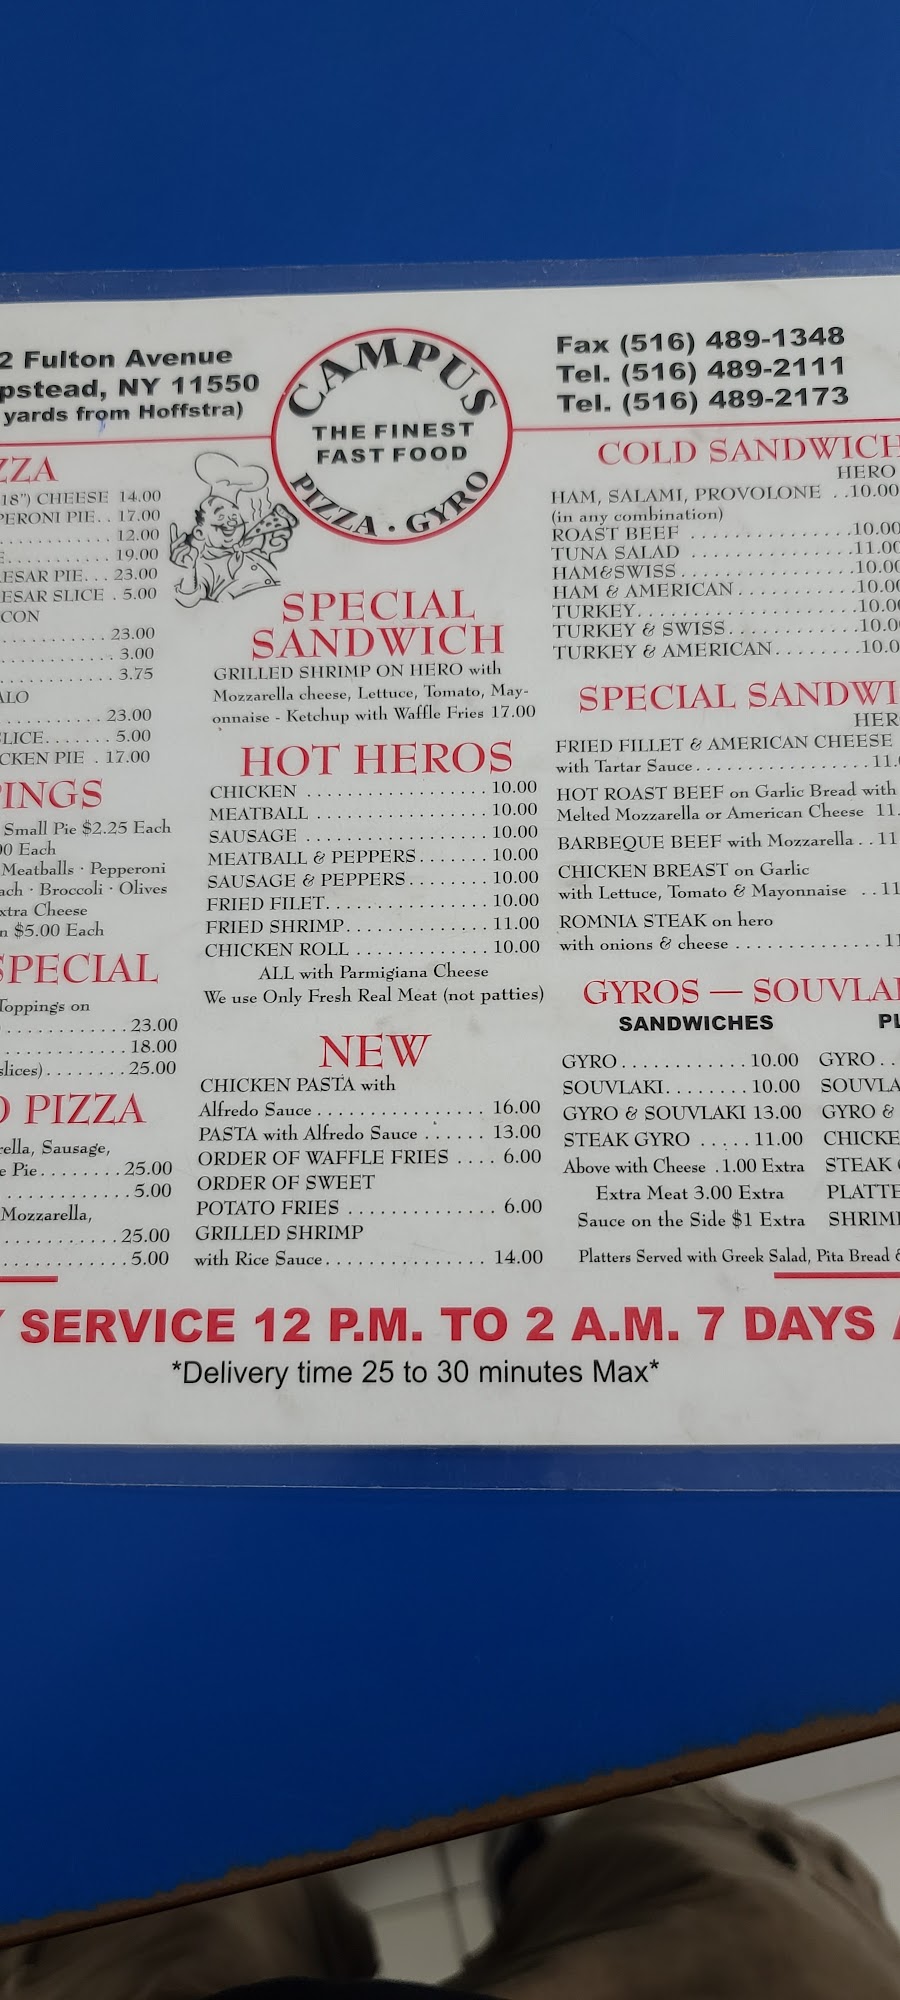 2 Fulton Avenue
pstead, NY 11550
yards from Hoffstra)
CAMPUS
THE FINEST
FAST FOOD
PIZZA · GYRO
Fax (516) 489-1348
Tel. (516) 489-2111
Tel. (516) 489-2173
ZZA
18") CHEESE 14.00
PERONI PIE. . 17.00
12.00
E. 19.00
ESAR PIE. . . 23.00
ESAR SLICE . 5.00
CON
23.00
3.00
3.75
ALO
23.00
SLICE. 5.00
CKEN PIE . 17.00
PINGS
Small Pie $2.25 Each
00 Each
Meatballs · Pepperoni
ach · Broccoli · Olives
xtra Cheese
n $5.00 Each
SPECIAL
Toppings on
23.00
18.00
slices) 25.00
O PIZZA
rella, Sausage,
e Pie 25.00
5.00
Mozzarella,
25.00
5.00
SPECIAL
SANDWICH
GRILLED SHRIMP ON HERO with
Mozzarella cheese, Lettuce, Tomato, May-
onnaise - Ketchup with Waffle Fries 17.00
HOT HEROS
CHICKEN 10.00
MEATBALL 10.00
SAUSAGE 10.00
MEATBALL & PEPPERS 10.00
SAUSAGE & PEPPERS 10.00
FRIED FILET 10.00
FRIED SHRIMP 11.00
CHICKEN ROLL 10.00
ALL with Parmigiana Cheese
We use Only Fresh Real Meat (not patties)
NEW
CHICKEN PASTA with
Alfredo Sauce 16.00
PASTA with Alfredo Sauce 13.00
ORDER OF WAFFLE FRIES 6.00
ORDER OF SWEET
POTATO FRIES 6.00
GRILLED SHRIMP
with Rice Sauce 14.00
COLD SANDWICH
HERO
HAM, SALAMI, PROVOLONE . .10.00
(in any combination)
ROAST BEEF 10.00
TUNA SALAD 11.00
HAM&SWISS 10.00
HAM & AMERICAN 10.00
TURKEY 10.0
TURKEY & SWISS 10.0
TURKEY & AMERICAN 10.0
SPECIAL SANDWI
HER
FRIED FILLET & AMERICAN CHEESE
with Tartar Sauce 11.
HOT ROAST BEEF on Garlic Bread with
Melted Mozzarella or American Cheese 11.
BARBEQUE BEEF with Mozzarella . . 11
CHICKEN BREAST on Garlic
with Lettuce, Tomato & Mayonnaise . . 11
ROMNIA STEAK on hero
with onions & cheese 11
GYROS — SOUVLA
SANDWICHES PL
GYRO 10.00 GYRO . .
SOUVLAKI 10.00 SOUVLA
GYRO & SOUVLAKI 13.00 GYRO &
STEAK GYRO 11.00 CHICKE
Above with Cheese .1.00 Extra STEAK
Extra Meat 3.00 Extra PLATTE
Sauce on the Side $1 Extra SHRIM
Platters Served with Greek Salad, Pita Bread &
Y SERVICE 12 P.M. TO 2 A.M. 7 DAYS
*Delivery time 25 to 30 minutes Max*